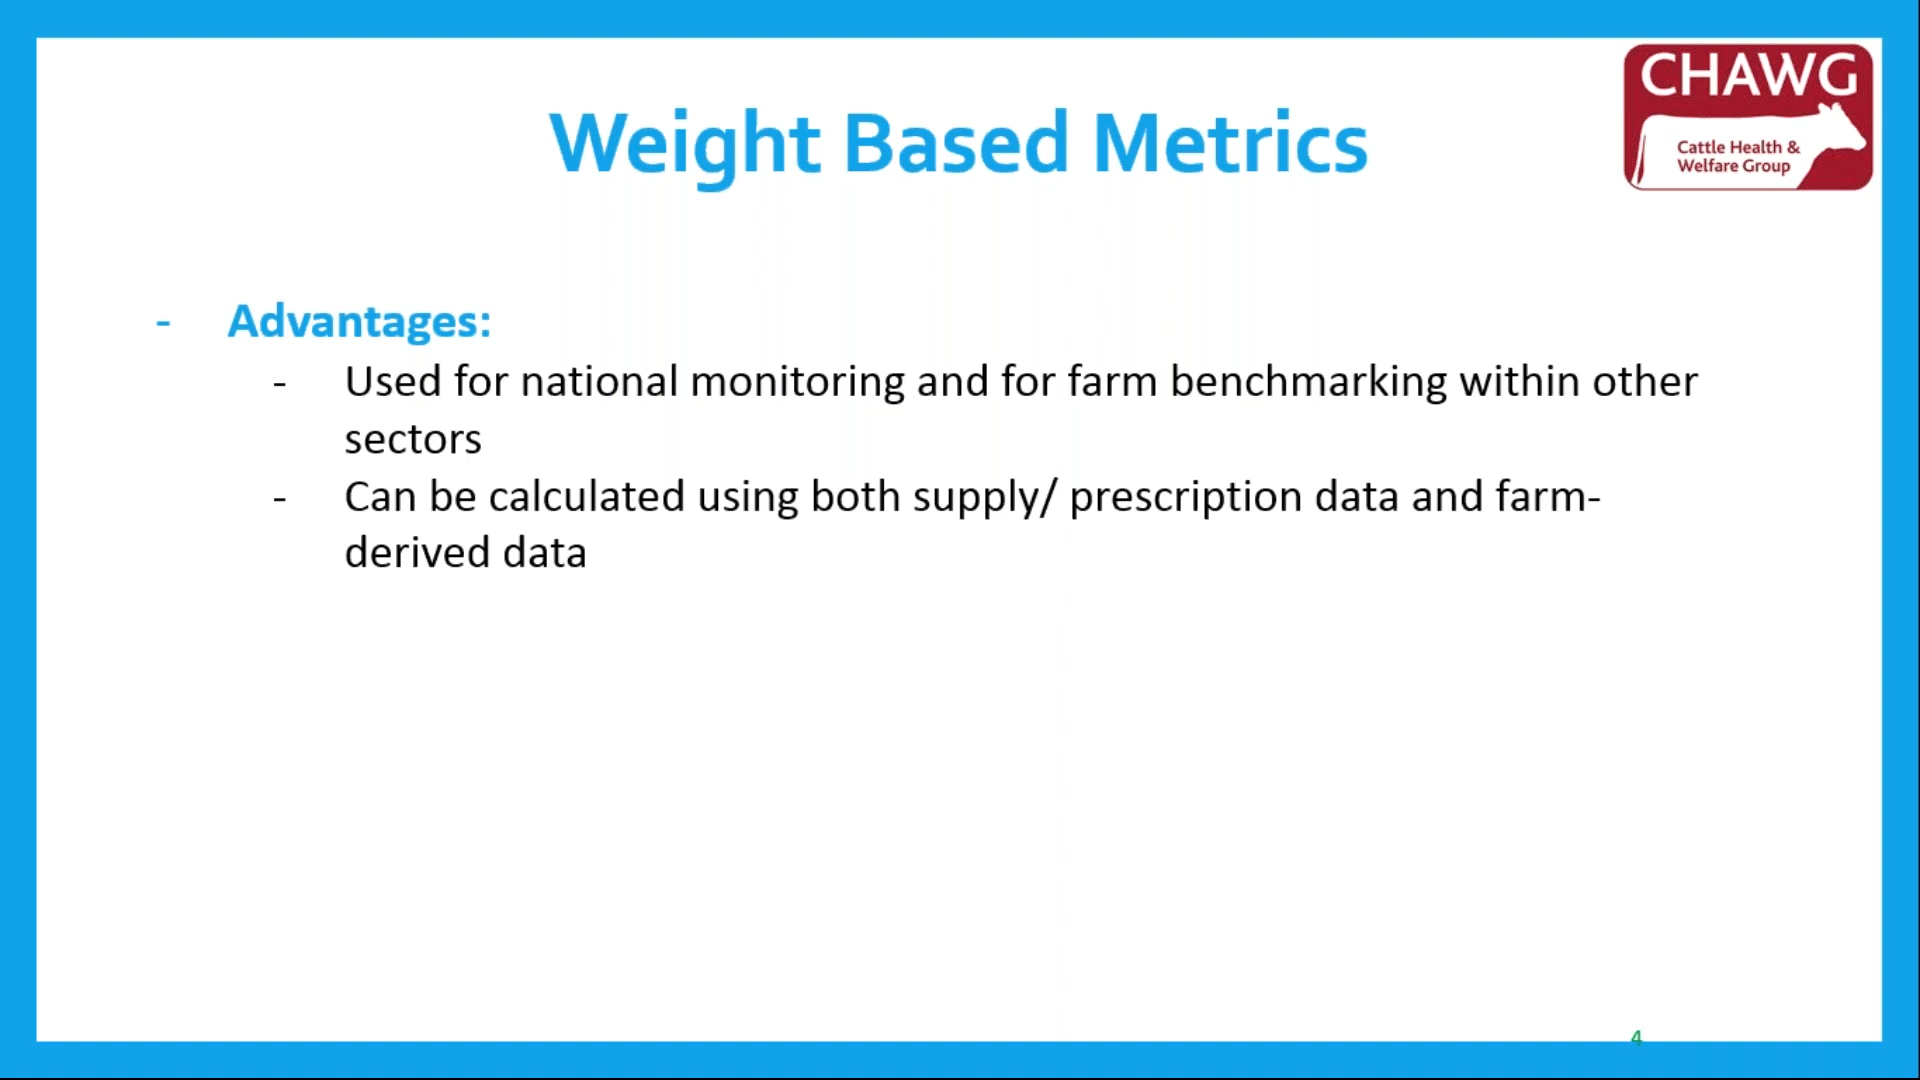 CHAWG
Cattle Health &
Welfare Group
Weight Based Metrics
- Advantages:
- Used for national monitoring and for farm benchmarking within other
sectors
- Can be calculated using both supply/ prescription data and farm-
derived data
4